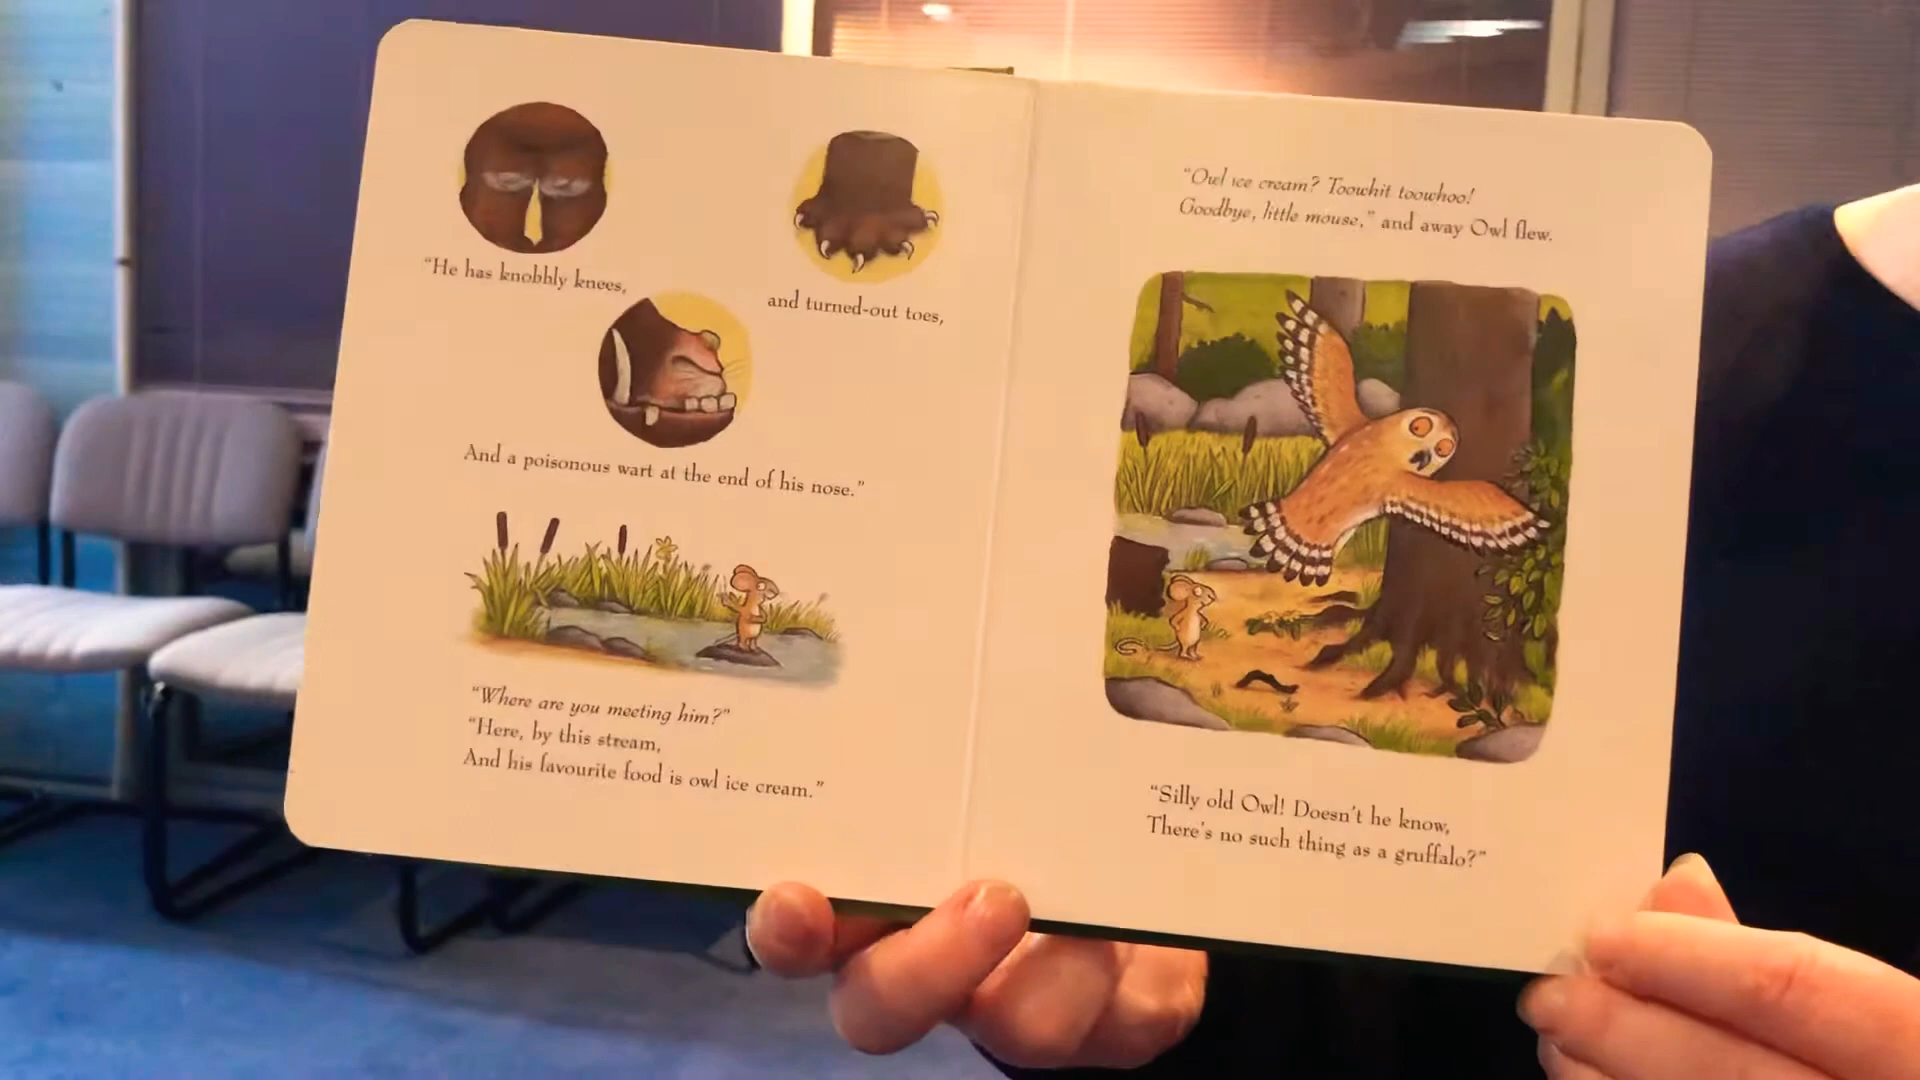 “He has knobbly knees,
and turned-out toes,
And a poisonous wart at the end of his nose.”
“Where are you meeting him?”
“Here, by this stream,
And his favourite food is owl ice cream.”
“Owl ice cream? Toowhit toowhoo!
Goodbye, little mouse,” and away Owl flew.
“Silly old Owl! Doesn't he know,
There's no such thing as a gruffalo?”